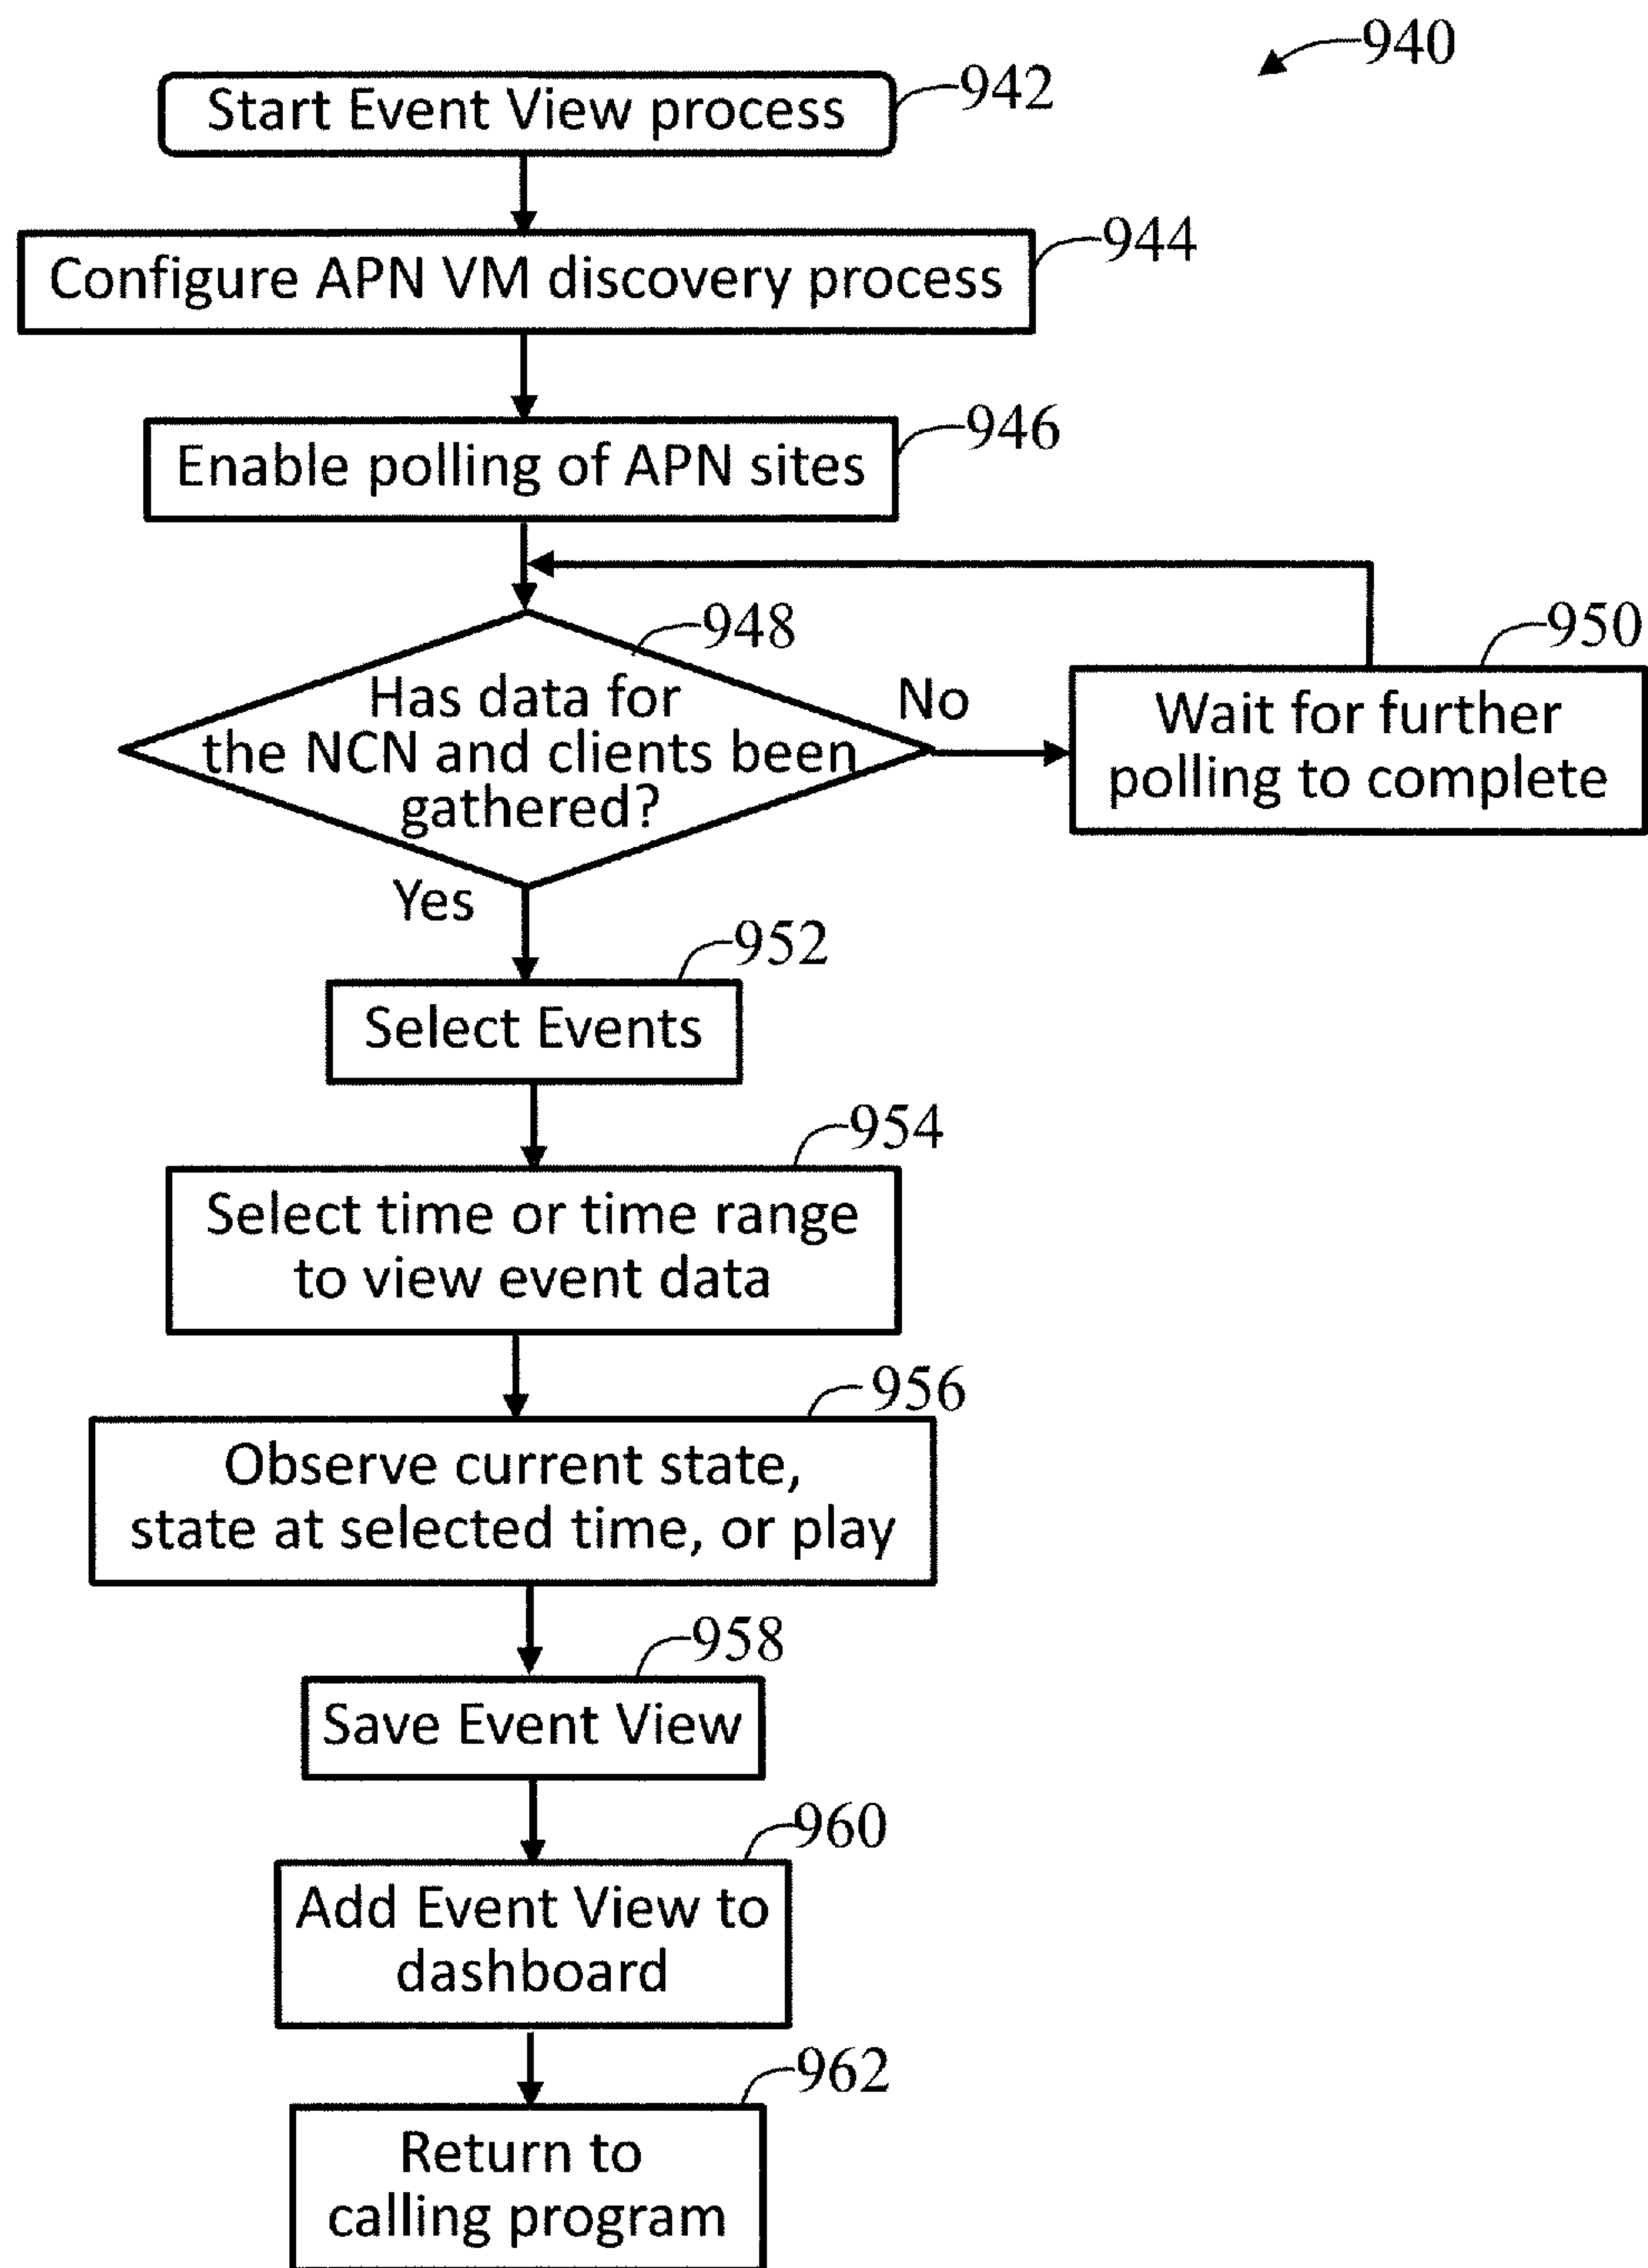 940
Start Event View process
942
Configure APN VM discovery process
944
Enable polling of APN sites
946
948
Has data for
the NCN and clients been
gathered?
No
Yes
950
Wait for further
polling to complete
952
Select Events
954
Select time or time range
to view event data
956
Observe current state,
state at selected time, or play
958
Save Event View
960
Add Event View to
dashboard
962
Return to
calling program